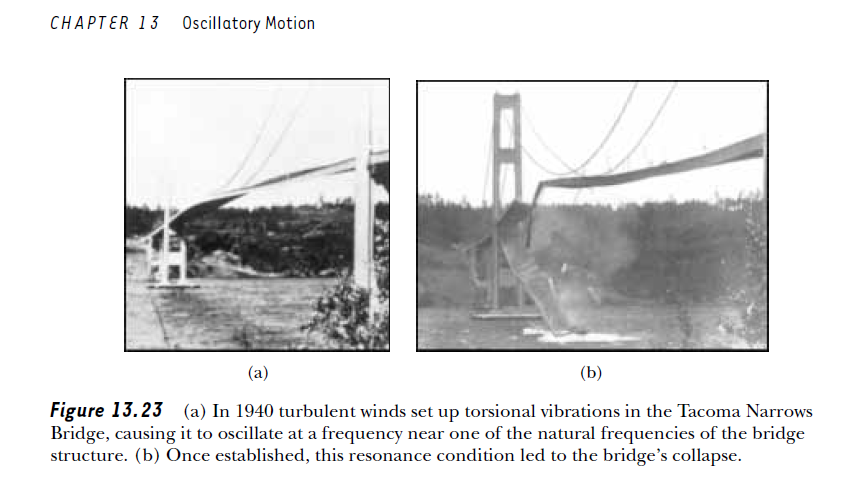 CHAPTER 13 Oscillatory Motion
(a)
(b)
Figure 13.23 (a) In 1940 turbulent winds set up torsional vibrations in the Tacoma Narrows
Bridge, causing it to oscillate at a frequency near one of the natural frequencies of the bridge
structure. (b) Once established, this resonance condition led to the bridge’s collapse.